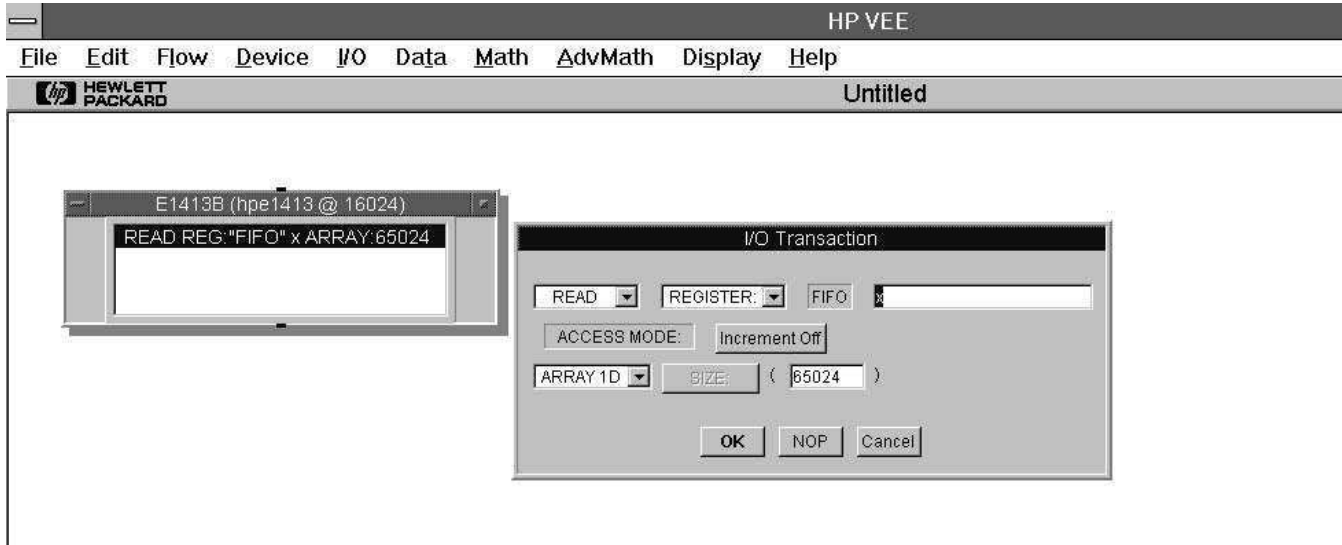 HP VEE
File Edit Flow Device I/O Data Math AdvMath Display Help
hp HEWLETT
PACKARD
Untitled
E1413B (hpe1413 @ 16024)
READ REG:"FIFO" x ARRAY:65024
I/O Transaction
READ REGISTER: FIFO x
ACCESS MODE: Increment Off
ARRAY 1D SIZE: ( 65024 )
OK NOP Cancel